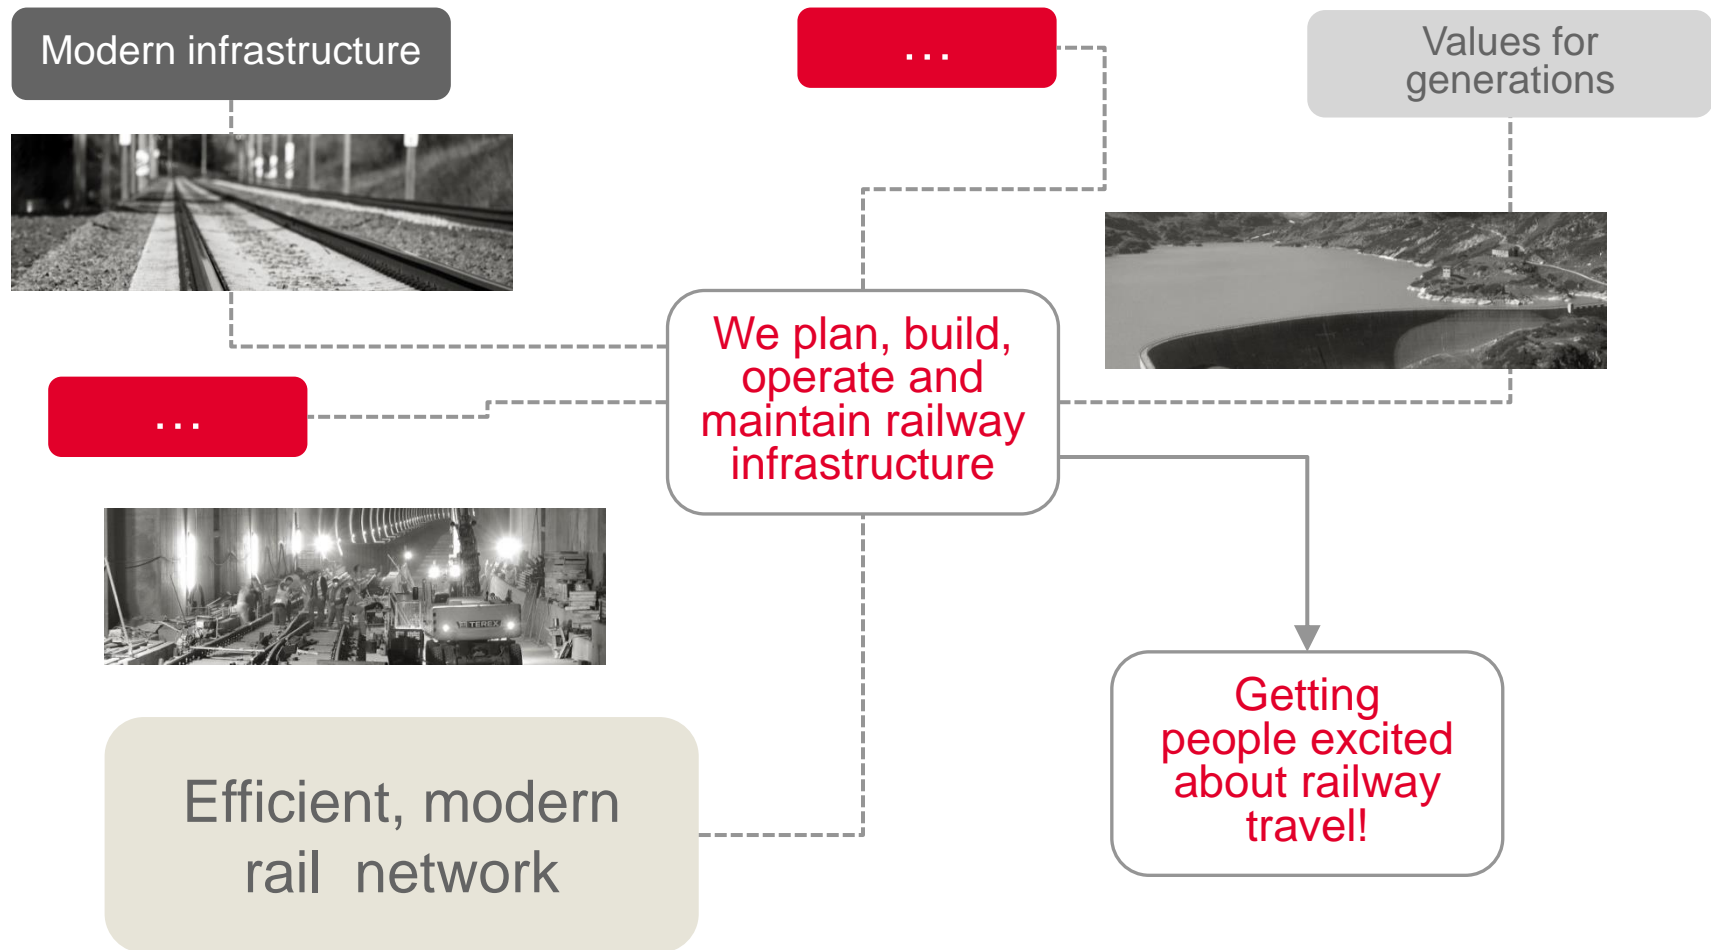 Modern infrastructure
...
Values for
generations
We plan, build,
operate and
maintain railway
infrastructure
...
TEREX
Getting
people excited
about railway
travel!
Efficient, modern
rail network